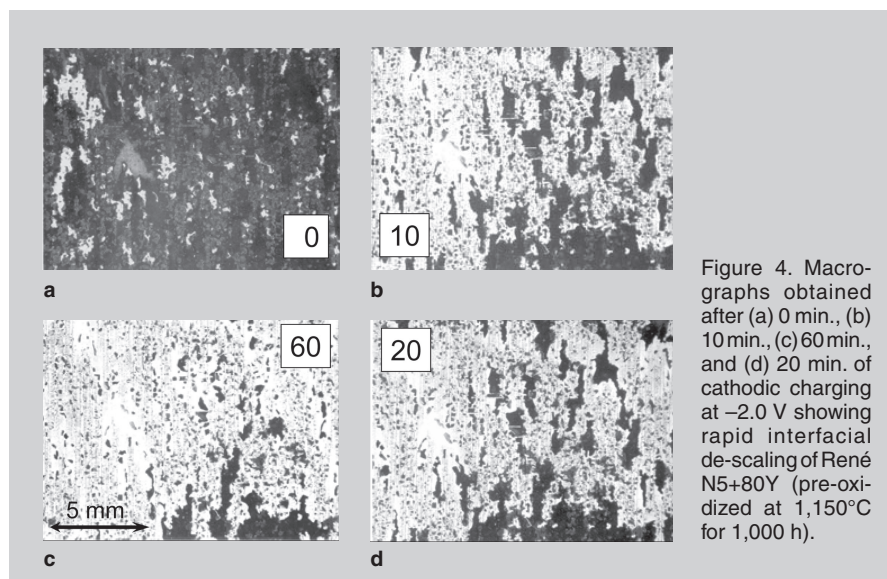 0
a
10
b
60
5 mm
c
20
d
Figure 4. Macro-
graphs obtained
after (a) 0 min., (b)
10 min., (c) 60 min.,
and (d) 20 min. of
cathodic charging
at –2.0 V showing
rapid interfacial
de-scaling of René
N5+80Y (pre-oxi-
dized at 1,150°C
for 1,000 h).